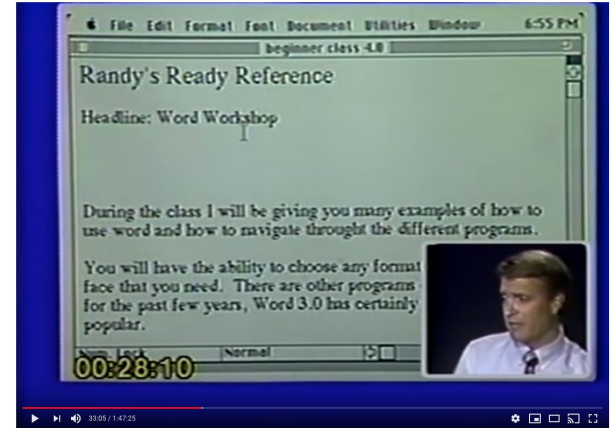 File Edit Format Font Document Utilities Window 6:55 PM
beginner class 4.0
Randy's Ready Reference
Headline: Word Workshop
During the class I will be giving you many examples of how to
use word and how to navigate throught the different programs.
You will have the ability to choose any format
face that you need. There are other programs
for the past few years, Word 3.0 has certainly
popular.
Num. Lock Normal
00:28:10
33:05 / 1:47:25